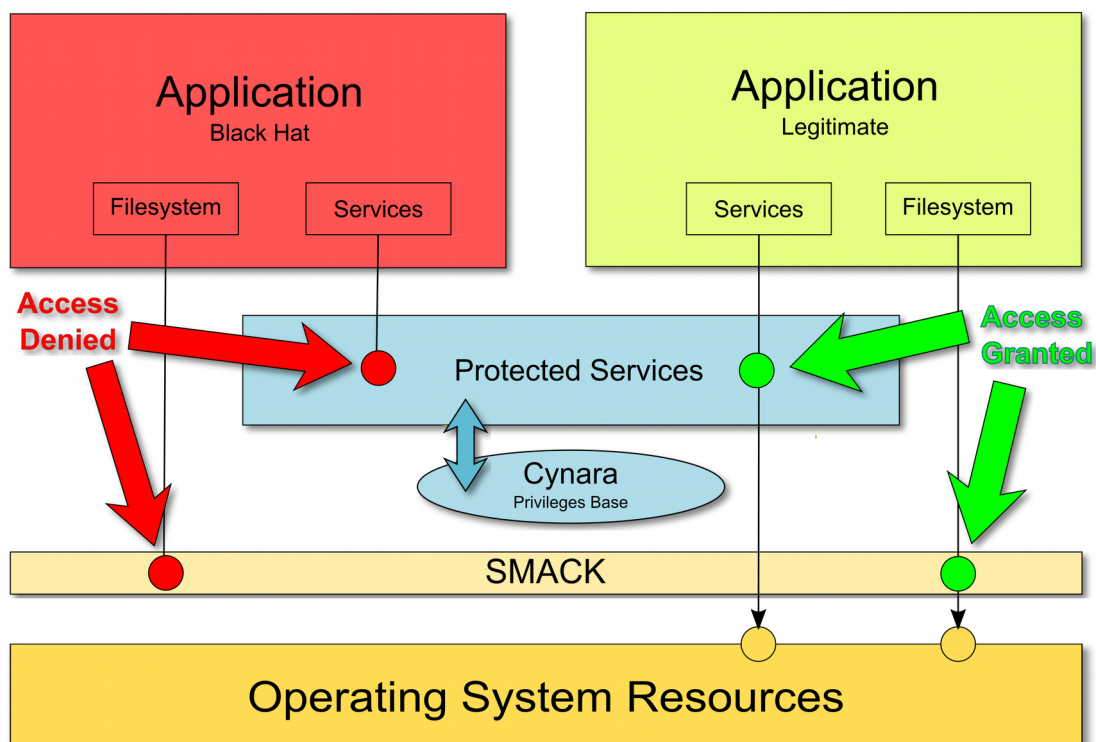 Application
Black Hat
Filesystem
Services
Application
Legitimate
Services
Filesystem
Access
Denied
Access
Granted
Protected Services
Cynara
Privileges Base
SMACK
Operating System Resources